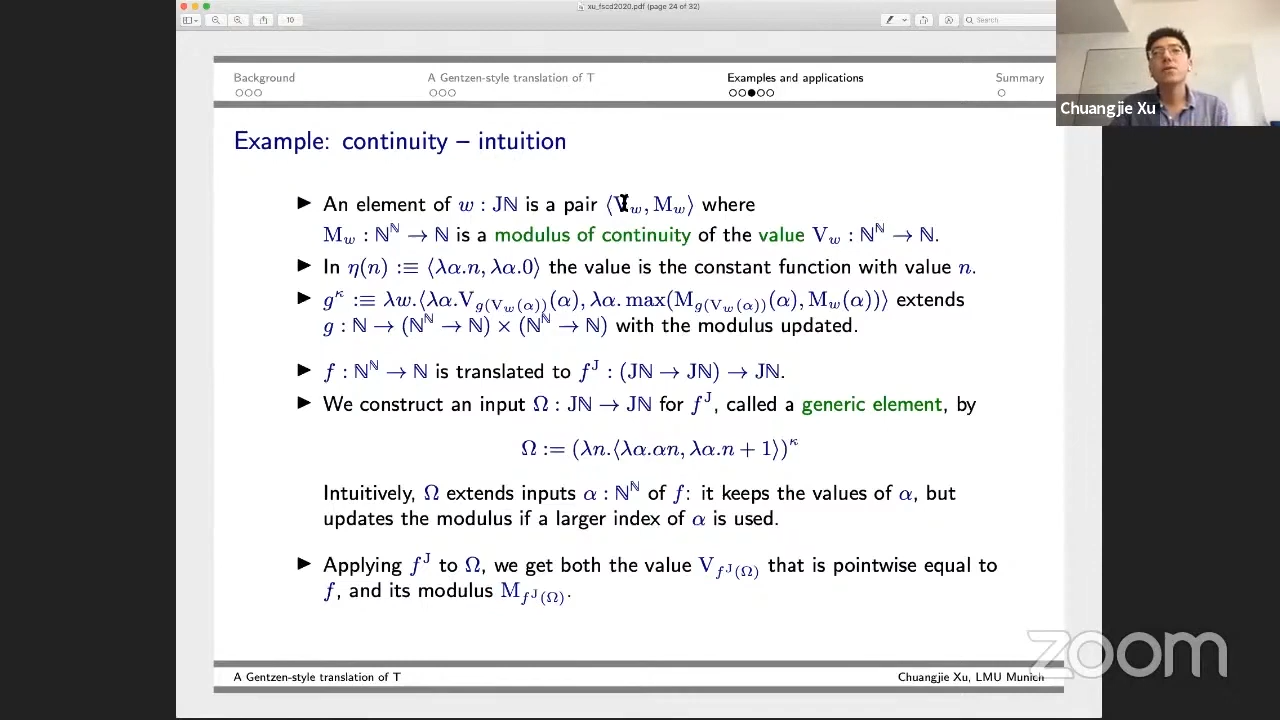 xu_fscd2020.pdf (page 24 of 32)
10
Search
Background
A Gentzen-style translation of T
Examples and applications
Summary
Chuangjie Xu
Example: continuity – intuition
▶ An element of w : Jℕ is a pair ⟨V_w, M_w⟩ where
M_w : ℕ^ℕ → ℕ is a modulus of continuity of the value V_w : ℕ^ℕ → ℕ.
▶ In η(n) :≡ ⟨λα.n, λα.0⟩ the value is the constant function with value n.
▶ g^κ :≡ λw.⟨λα.V_{g(V_w(α))}(α), λα. max(M_{g(V_w(α))}(α), M_w(α))⟩ extends
g : ℕ → (ℕ^ℕ → ℕ) × (ℕ^ℕ → ℕ) with the modulus updated.
▶ f : ℕ^ℕ → ℕ is translated to f^J : (Jℕ → Jℕ) → Jℕ.
▶ We construct an input Ω : Jℕ → Jℕ for f^J, called a generic element, by
Ω := (λn.⟨λα.αn, λα.n + 1⟩)^κ
Intuitively, Ω extends inputs α : ℕ^ℕ of f: it keeps the values of α, but
updates the modulus if a larger index of α is used.
▶ Applying f^J to Ω, we get both the value V_{f^J(Ω)} that is pointwise equal to
f, and its modulus M_{f^J(Ω)}.
zoom
A Gentzen-style translation of T
Chuangjie Xu, LMU Munich